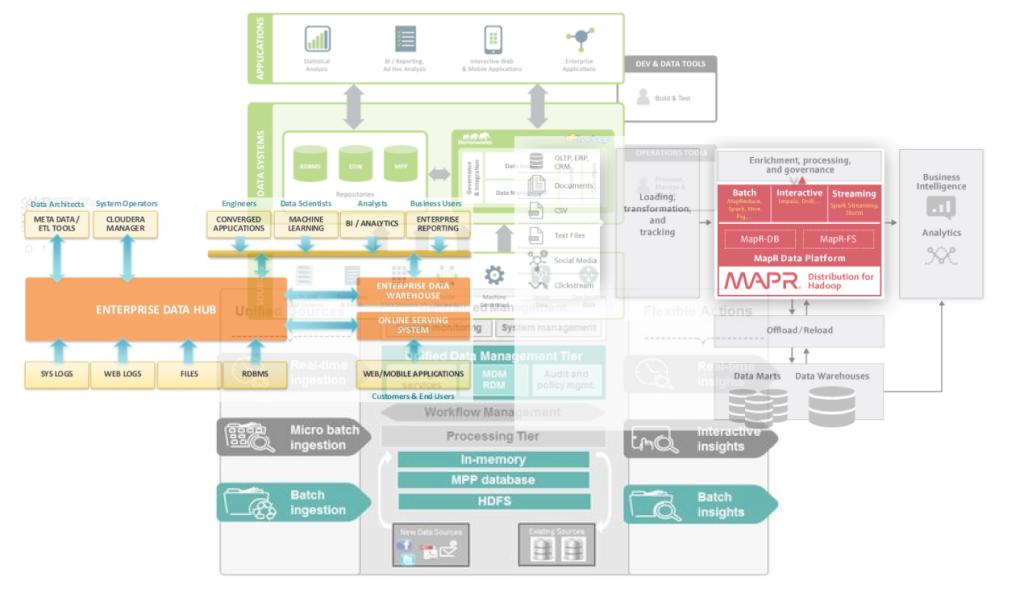 APPLICATIONS
Statistical
Analysis
BI / Reporting,
Ad Hoc Analysis
Interactive Web
& Mobile Applications
Enterprise
Applications
DEV & DATA TOOLS
Build & Test
DATA SYSTEMS
RDBMS
EDW
MPP
Repositories
Hortonworks
Governance
& Integration
OPERATIONS TOOLS
OLTP, ERP,
CRM
Documents
CSV
Text Files
Social Media
Clickstream
Loading,
transformation, and
tracking
Enrichment, processing,
and governance
Batch
MapReduce,
Spark, Hive,
Pig,
Interactive
Impala, Drill,
Streaming
Spark Streaming,
Storm
MapR-DB
MapR-FS
MapR Data Platform
MAPR
Distribution for
Hadoop
Business
Intelligence
Analytics
Offload/Reload
Data Marts
Data Warehouses
Data Architects
System Operators
Engineers
Data Scientists
Analysts
Business Users
META DATA /
ETL TOOLS
CLOUDERA
MANAGER
CONVERGED
APPLICATIONS
MACHINE
LEARNING
BI / ANALYTICS
ENTERPRISE
REPORTING
ENTERPRISE DATA HUB
ENTERPRISE DATA
WAREHOUSE
ONLINE SERVING
SYSTEM
SYS LOGS
WEB LOGS
FILES
RDBMS
WEB/MOBILE APPLICATIONS
Customers & End Users
Unified Sources
Flexible Actions
System management
Unified Data Management Tier
services
MDM
RDM
Audit and
policy mgmt.
Workflow Management
Processing Tier
In-memory
MPP database
HDFS
Real-time
ingestion
Micro batch
ingestion
Batch
ingestion
Real-time
insights
Interactive
insights
Batch
insights
New Data Sources
Existing Sources